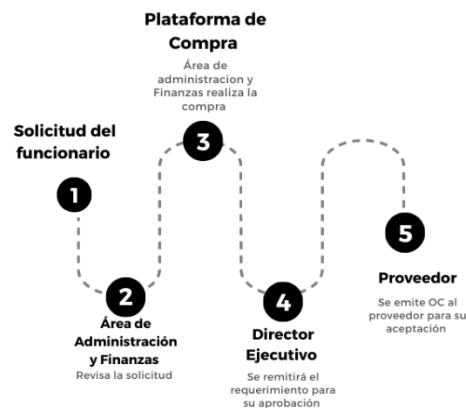 Solicitud del
funcionario
1
2
Área de
Administración
y Finanzas
Revisa la solicitud
Plataforma de
Compra
Área de
administracion y
Finanzas realiza la
compra
3
4
Director
Ejecutivo
Se remitirá el
requerimiento para
su aprobación
5
Proveedor
Se emite OC al
proveedor para su
aceptación